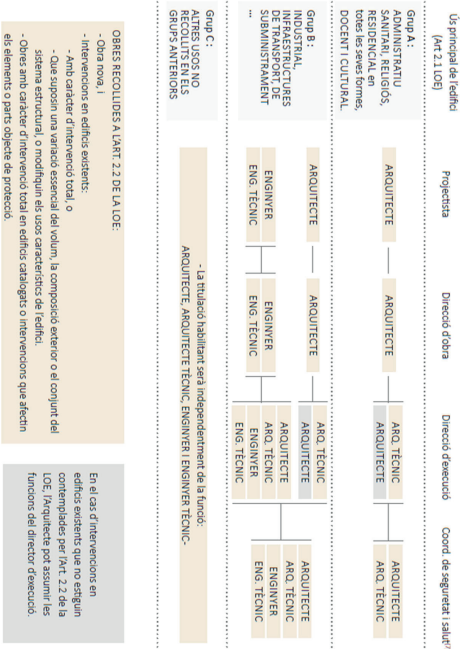 Ús principal de l'edifici
(Art 2.1 LOE)
Projectista
Direcció d'obra
Direcció d'execució
Coord. de seguretat i salut
Grup A :
ADMINISTRATIU
SANITARI, RELIGIÓS,
RESIDENCIAL en
totes les seves formes,
DOCENT I CULTURAL.
ARQUITECTE
ARQUITECTE
ARQ. TÈCNIC
ARQUITECTE
ARQUITECTE
ARQ. TÈCNIC
Grup B :
INDUSTRIAL,
INFRAESTRUCTURES
DE TRANSPORT, DE
SUBMINISTRAMENT
...
ARQUITECTE
ARQUITECTE
ARQ. TÈCNIC
ARQUITECTE
ENGINYER
ENG. TÈCNIC
ENGINYER
ENG. TÈCNIC
ARQUITECTE
ARQ. TÈCNIC
ENGINYER
ENG. TÈCNIC
ARQUITECTE
ARQ. TÈCNIC
ENGINYER
ENG. TÈCNIC
Grup C :
ALTRES USOS NO
RECOLLITS EN ELS
GRUPS ANTERIORS
- La titulació habilitant serà independentment de la funció:
ARQUITECTE, ARQUITECTE TÈCNIC, ENGINYER I ENGINYER TÈCNIC-
OBRES RECOLLIDES A L'ART. 2.2 DE LA LOE:
- Obra nova, i
- Intervencions en edificis existents:
- Amb caràcter d'intervenció total, o
- Que suposin una variació essencial del volum, la composició exterior o el conjunt del
sistema estructural, o modifiquin els usos característics de l'edifici.
- Obres amb caràcter d'intervenció total en edificis catalogats o intervencions que afectin
els elements o parts objecte de protecció.
En el cas d'intervencions en
edificis existents que no estiguin
contemplades per l'Art. 2.2 de la
LOE, l'Arquitecte pot assumir les
funcions del director d'execució.